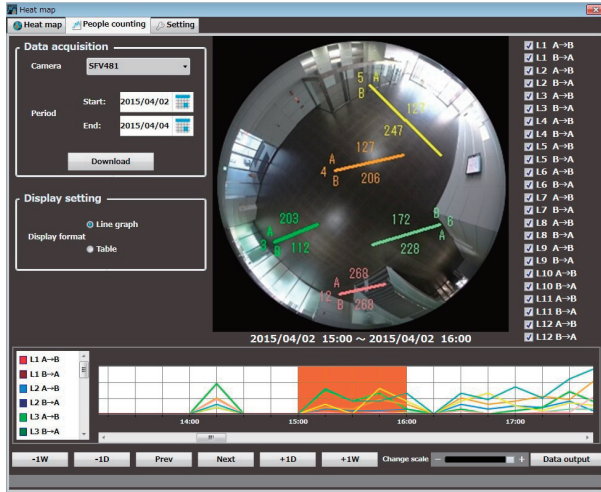 Heat map
Heat map People counting Setting
Data acquisition
Camera SFV481
Period
Start: 2015/04/02
End: 2015/04/04
Download
Display setting
Display format
Line graph
Table
5 A
B
247
127
A
4 B
206
203
A
B 112
172 B 6
A
228
268
A
12 B 268
2015/04/02 15:00 ~ 2015/04/02 16:00
L1 A→B
L1 B→A
L2 A→B
L2 B→A
L3 A→B
L3 B→A
L4 A→B
L4 B→A
L5 A→B
L5 B→A
L6 A→B
L6 B→A
L7 A→B
L7 B→A
L8 A→B
L8 B→A
L9 A→B
L9 B→A
L10 A→B
L10 B→A
L11 A→B
L11 B→A
L12 A→B
L12 B→A
L1 A→B
L1 B→A
L2 A→B
L2 B→A
L3 A→B
L3 B→A
14:00 15:00 16:00 17:00
-1W -1D Prev Next +1D +1W Change scale - + Data output